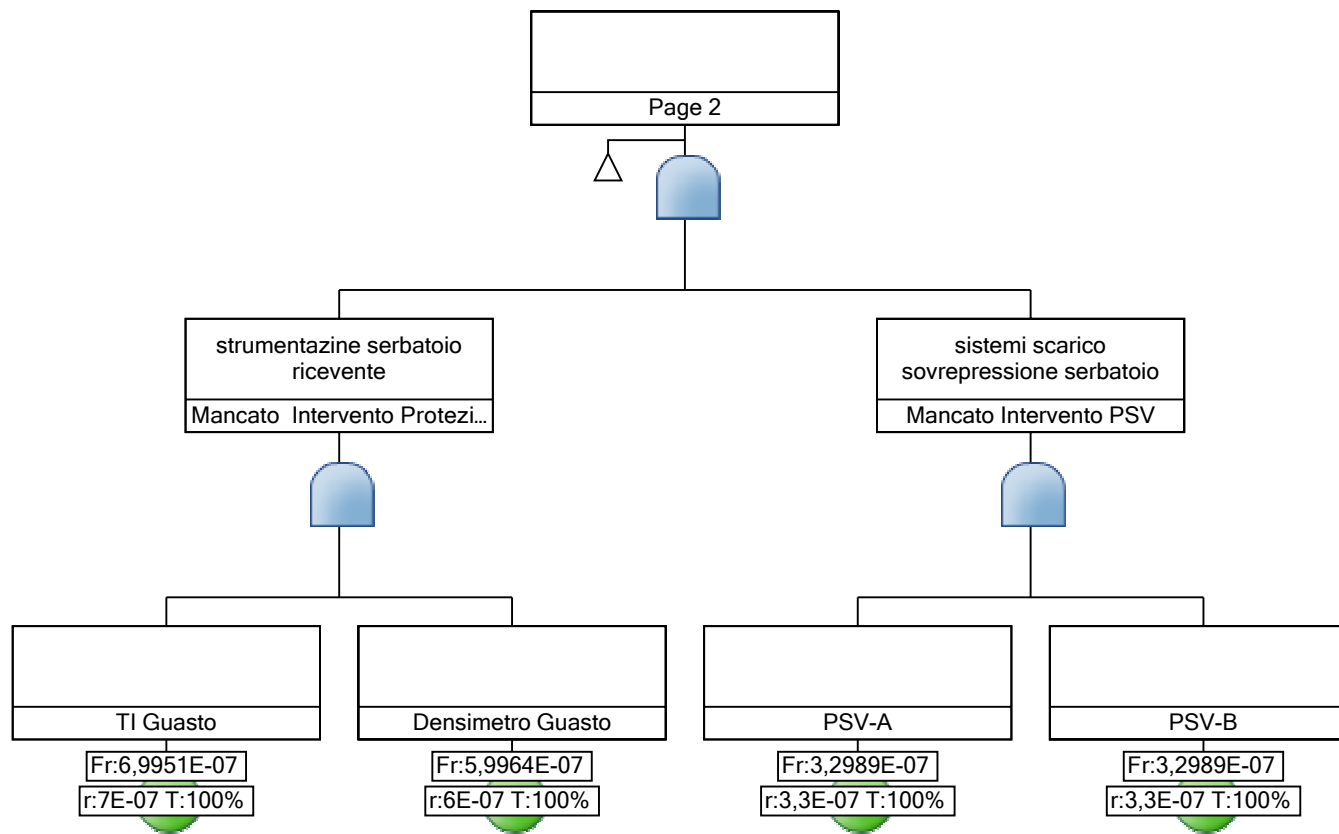 Page 2
strumentazine serbatoio
ricevente
Mancato  Intervento Protezi...
sistemi scarico
sovrepressione serbatoio
Mancato Intervento PSV
TI Guasto
Densimetro Guasto
PSV-A
PSV-B
Fr:6,9951E-07
Fr:5,9964E-07
Fr:3,2989E-07
Fr:3,2989E-07
r:7E-07 T:100%
r:6E-07 T:100%
r:3,3E-07 T:100%
r:3,3E-07 T:100%